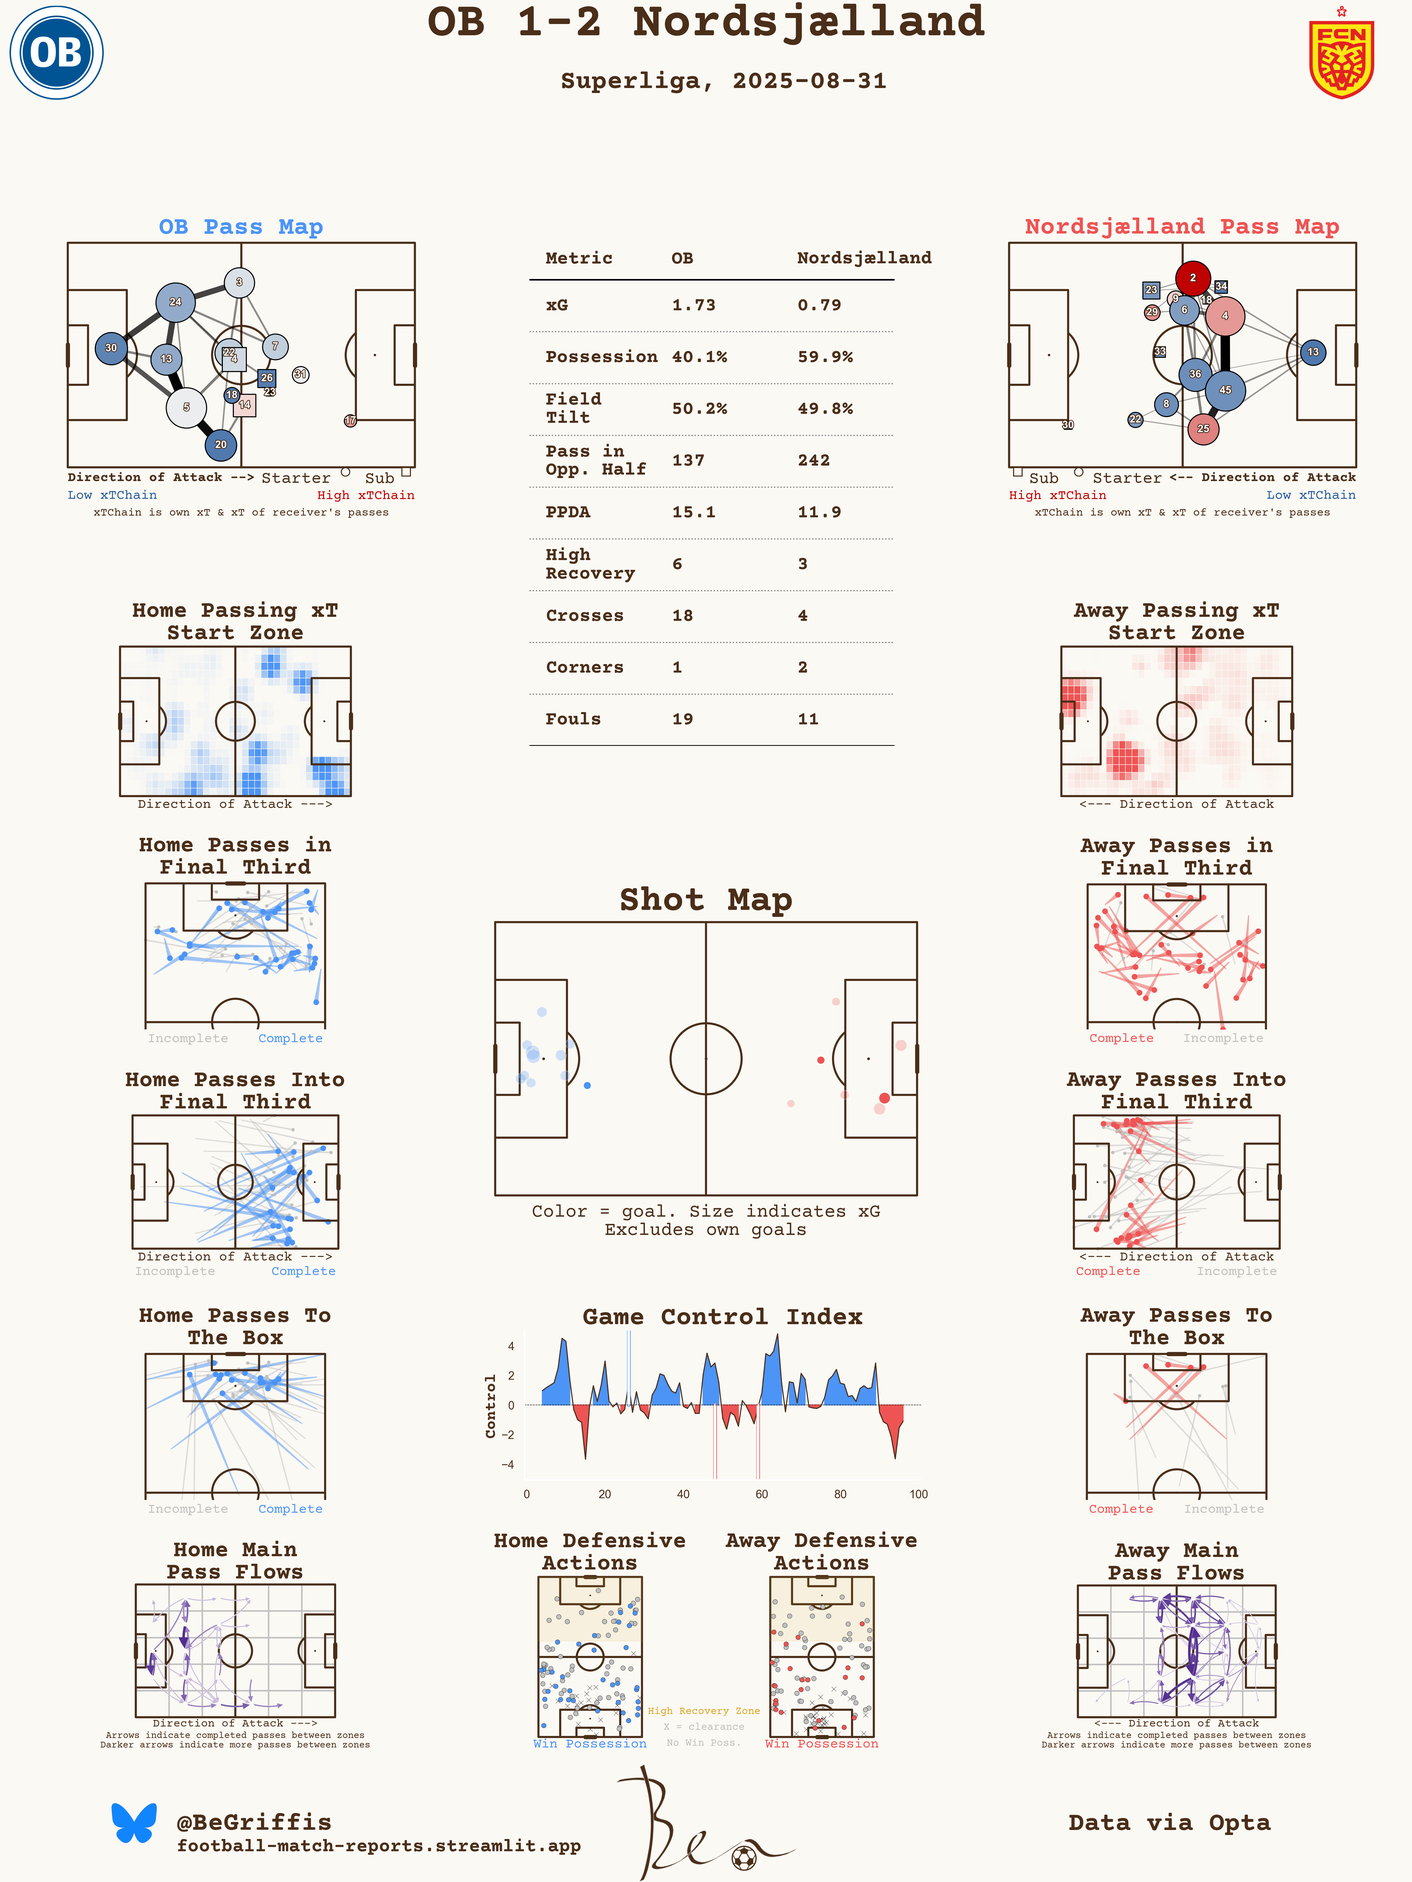 OB 1-2 Nordsjælland
Superliga, 2025-08-31
OB
FCN
OB Pass Map
3
24
30
13
22
4
7
26
31
23
18
14
5
17
20
Direction of Attack --> Starter Sub
Low xTChain High xTChain
xTChain is own xT & xT of receiver's passes
Metric OB Nordsjælland
xG 1.73 0.79
Possession 40.1% 59.9%
Field
Tilt 50.2% 49.8%
Pass in
Opp. Half 137 242
PPDA 15.1 11.9
High
Recovery 6 3
Crosses 18 4
Corners 1 2
Fouls 19 11
Nordsjælland Pass Map
2
23
34
9
18
29
6
4
33
13
36
45
8
22
25
30
Sub Starter <-- Direction of Attack
High xTChain Low xTChain
xTChain is own xT & xT of receiver's passes
Home Passing xT
Start Zone
Direction of Attack --->
Away Passing xT
Start Zone
<--- Direction of Attack
Home Passes in
Final Third
Incomplete Complete
Away Passes in
Final Third
Complete Incomplete
Shot Map
Color = goal. Size indicates xG
Excludes own goals
Home Passes Into
Final Third
Direction of Attack --->
Incomplete Complete
Away Passes Into
Final Third
<--- Direction of Attack
Complete Incomplete
Home Passes To
The Box
Incomplete Complete
Game Control Index
Control
4
2
0
−2
−4
0 20 40 60 80 100
Away Passes To
The Box
Complete Incomplete
Home Main
Pass Flows
Direction of Attack --->
Arrows indicate completed passes between zones
Darker arrows indicate more passes between zones
Home Defensive
Actions
Win Possession
High Recovery Zone
X = clearance
No Win Poss.
Away Defensive
Actions
Win Possession
Away Main
Pass Flows
<--- Direction of Attack
Arrows indicate completed passes between zones
Darker arrows indicate more passes between zones
@BeGriffis
football-match-reports.streamlit.app
Ben
Data via Opta